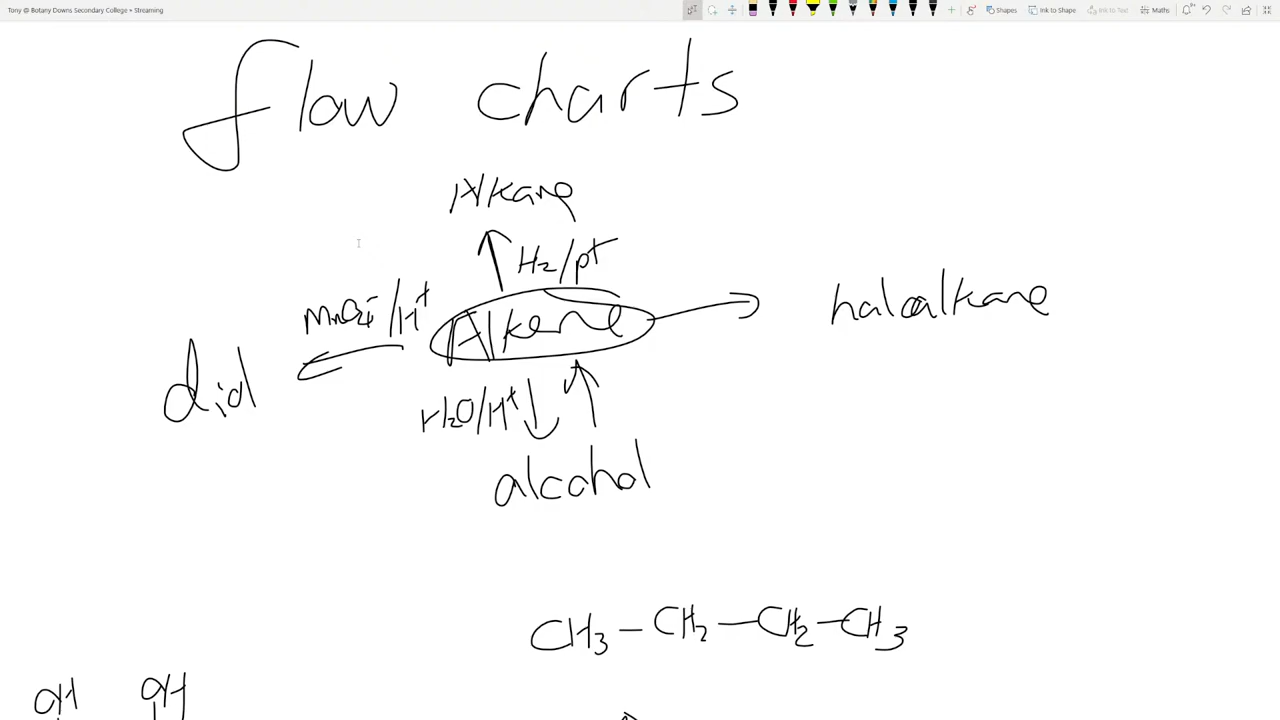 Tony @ Botany Downs Secondary College » Streaming
Shapes Ink to Shape Ink to Text Maths
flow charts
Alkane
H2/pt
MnO4-/H+ Alkene haloalkane
did
H2O/H+
alcohol
CH3 - CH2 - CH2 - CH3
OH OH